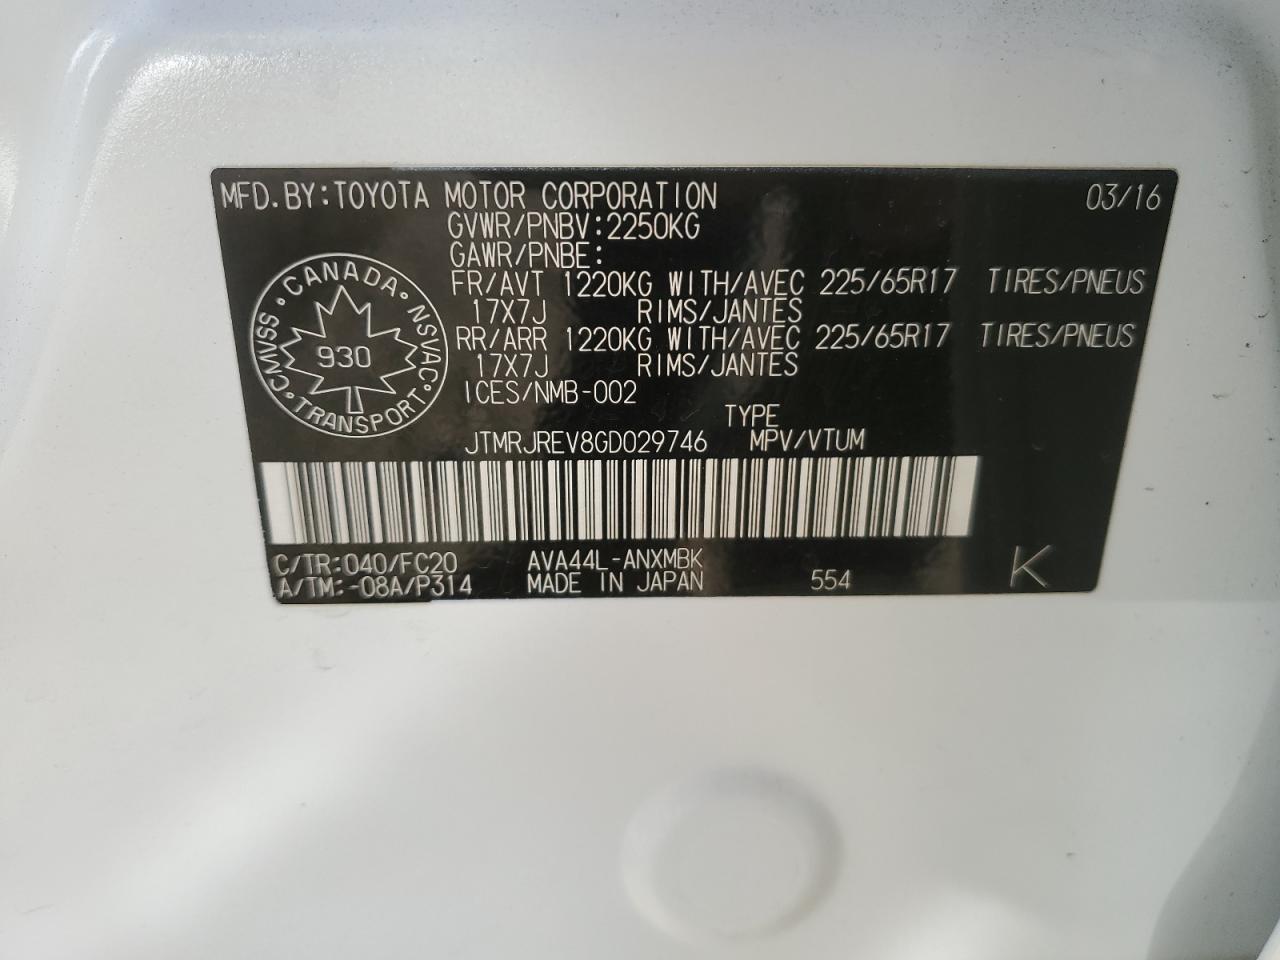 MFD. BY: TOYOTA MOTOR CORPORATION 03/16
GVWR/PNBV: 2250KG
GAWR/PNBE:
FR/AVT 1220KG WITH/AVEC 225/65R17 TIRES/PNEUS
17X7J RIMS/JANTES
RR/ARR 1220KG WITH/AVEC 225/65R17 TIRES/PNEUS
17X7J RIMS/JANTES
ICES/NMB-002
CANADA · NSVAC · TRANSPORT · CMVSS ·
930
TYPE
JTMRJREV8GD029746 MPV/VTUM
C/TR: 040/FC20 AVA44L-ANXMBK
A/TM: -08A/P314 MADE IN JAPAN 554 K